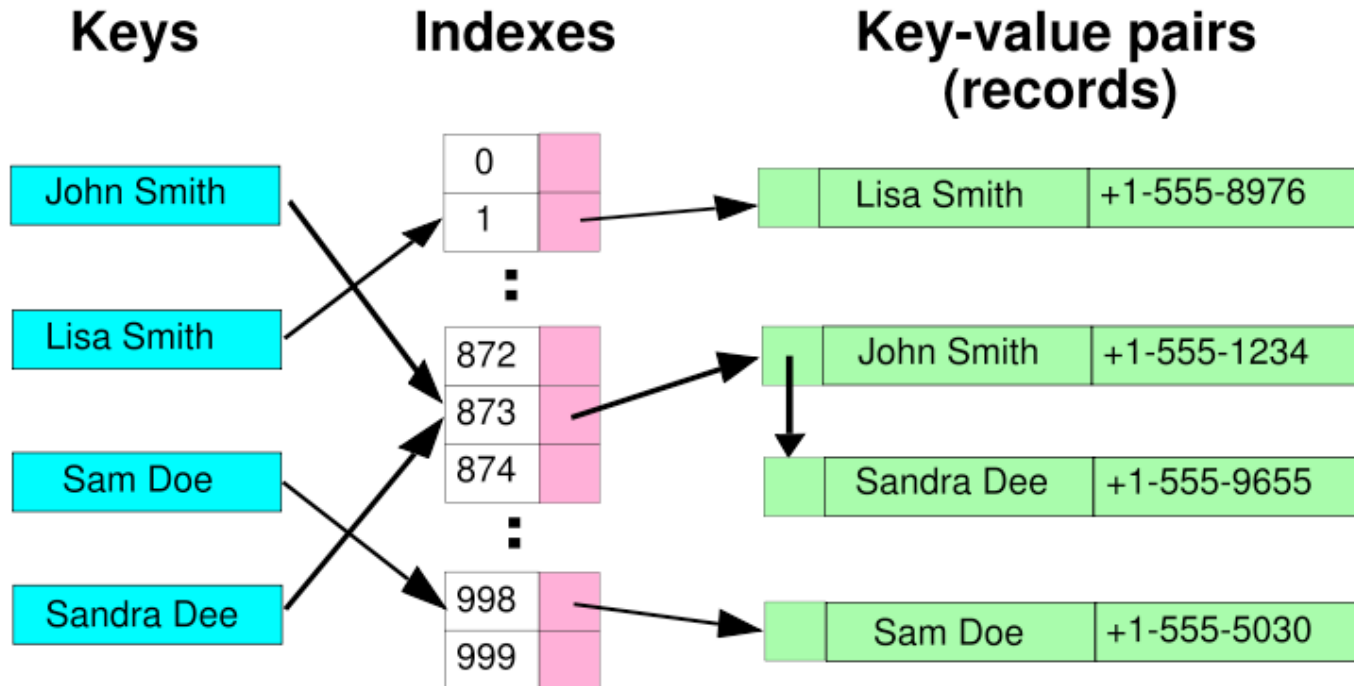 Keys
Indexes
Key-value pairs
(records)
John Smith
Lisa Smith
Sam Doe
Sandra Dee
0
1
:
872
873
874
:
998
999
Lisa Smith +1-555-8976
John Smith +1-555-1234
Sandra Dee +1-555-9655
Sam Doe +1-555-5030